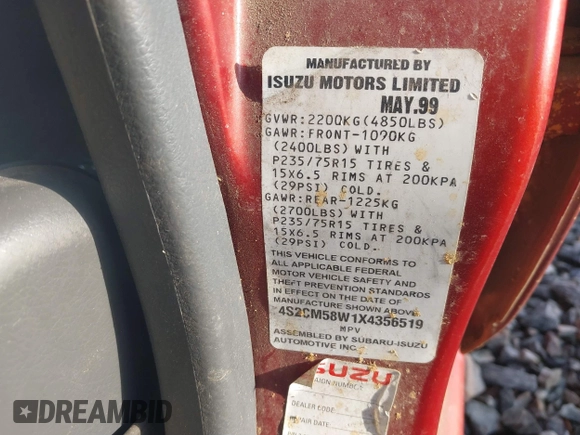 MANUFACTURED BY
ISUZU MOTORS LIMITED
MAY.99
GVWR:2200KG(4850LBS)
GAWR:FRONT-1090KG
(2400LBS) WITH
P235/75R15 TIRES &
15X6.5 RIMS AT 200KPA
(29PSI) COLD.
GAWR:REAR-1225KG
(2700LBS) WITH
P235/75R15 TIRES &
15X6.5 RIMS AT 200KPA
(29PSI) COLD.
THIS VEHICLE CONFORMS TO
ALL APPLICABLE FEDERAL
MOTOR VEHICLE SAFETY AND
THEFT PREVENTION STANDARDS
IN EFFECT ON THE DATE OF
MANUFACTURE SHOWN ABOVE.
4S2CM58W1X4356519
MPV
ASSEMBLED BY SUBARU-ISUZU
AUTOMOTIVE INC.
DEALER CODE
DREAMBID